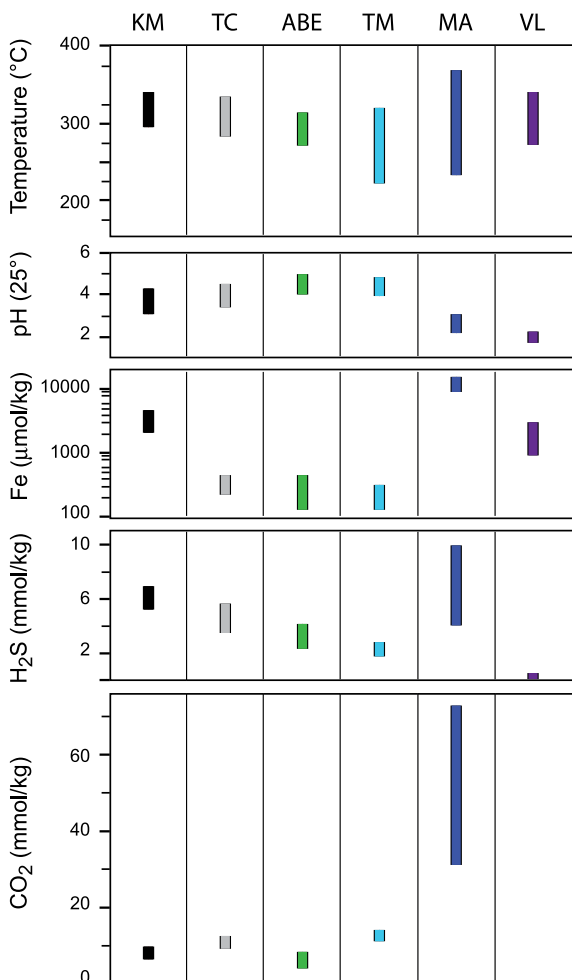 KM TC ABE TM MA VL
Temperature (°C)
400
300
200
pH (25°)
6
4
2
Fe (μmol/kg)
10000
1000
100
H₂S (mmol/kg)
10
6
2
CO₂ (mmol/kg)
60
40
20
0